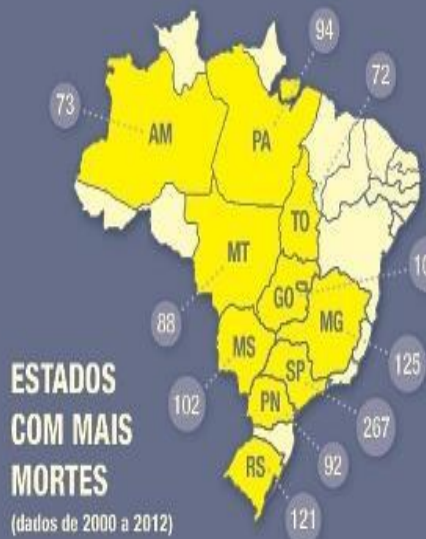 94
72
73
AM
PA
TO
MT
GO
MG
88
MS
SP
125
102
PN
267
92
RS
121
ESTADOS
COM MAIS
MORTES
(dados de 2000 a 2012)